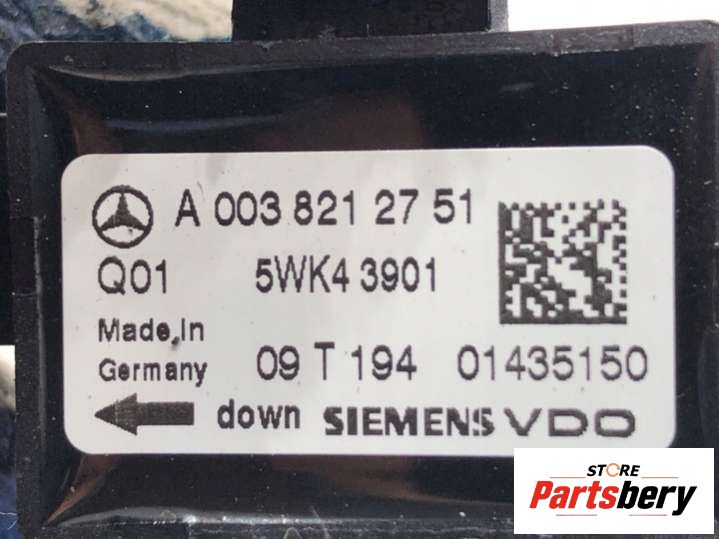 A 003 821 27 51
Q01 5WK4 3901
Made in
Germany 09 T 194 01435150
down SIEMENS VDO
STORE
Partsbery